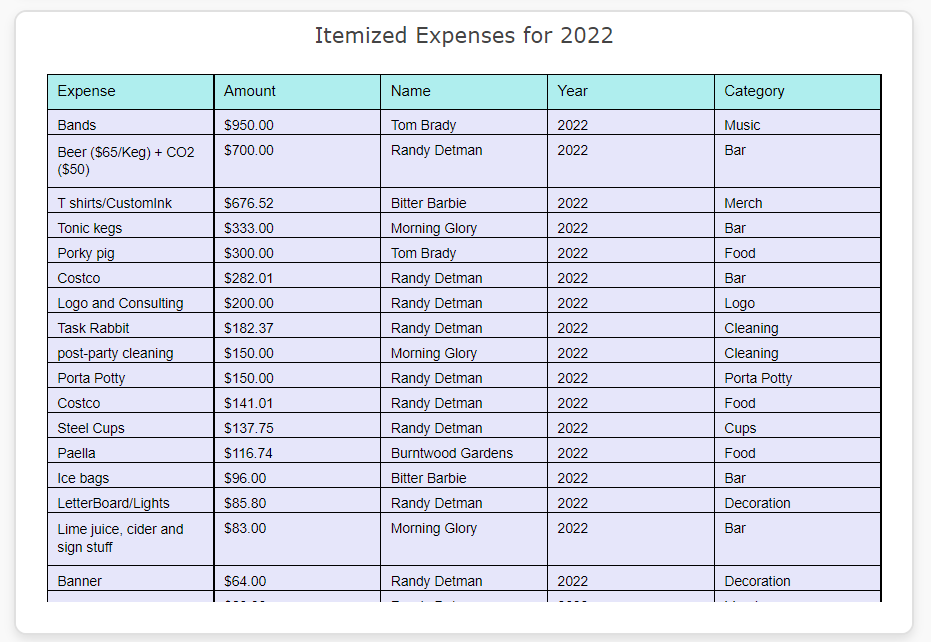 Itemized Expenses for 2022
Expense Amount Name Year Category
Bands $950.00 Tom Brady 2022 Music
Beer ($65/Keg) + CO2 $700.00 Randy Detman 2022 Bar
($50)
T shirts/CustomInk $676.52 Bitter Barbie 2022 Merch
Tonic kegs $333.00 Morning Glory 2022 Bar
Porky pig $300.00 Tom Brady 2022 Food
Costco $282.01 Randy Detman 2022 Bar
Logo and Consulting $200.00 Randy Detman 2022 Logo
Task Rabbit $182.37 Randy Detman 2022 Cleaning
post-party cleaning $150.00 Morning Glory 2022 Cleaning
Porta Potty $150.00 Randy Detman 2022 Porta Potty
Costco $141.01 Randy Detman 2022 Food
Steel Cups $137.75 Randy Detman 2022 Cups
Paella $116.74 Burntwood Gardens 2022 Food
Ice bags $96.00 Bitter Barbie 2022 Bar
LetterBoard/Lights $85.80 Randy Detman 2022 Decoration
Lime juice, cider and $83.00 Morning Glory 2022 Bar
sign stuff
Banner $64.00 Randy Detman 2022 Decoration